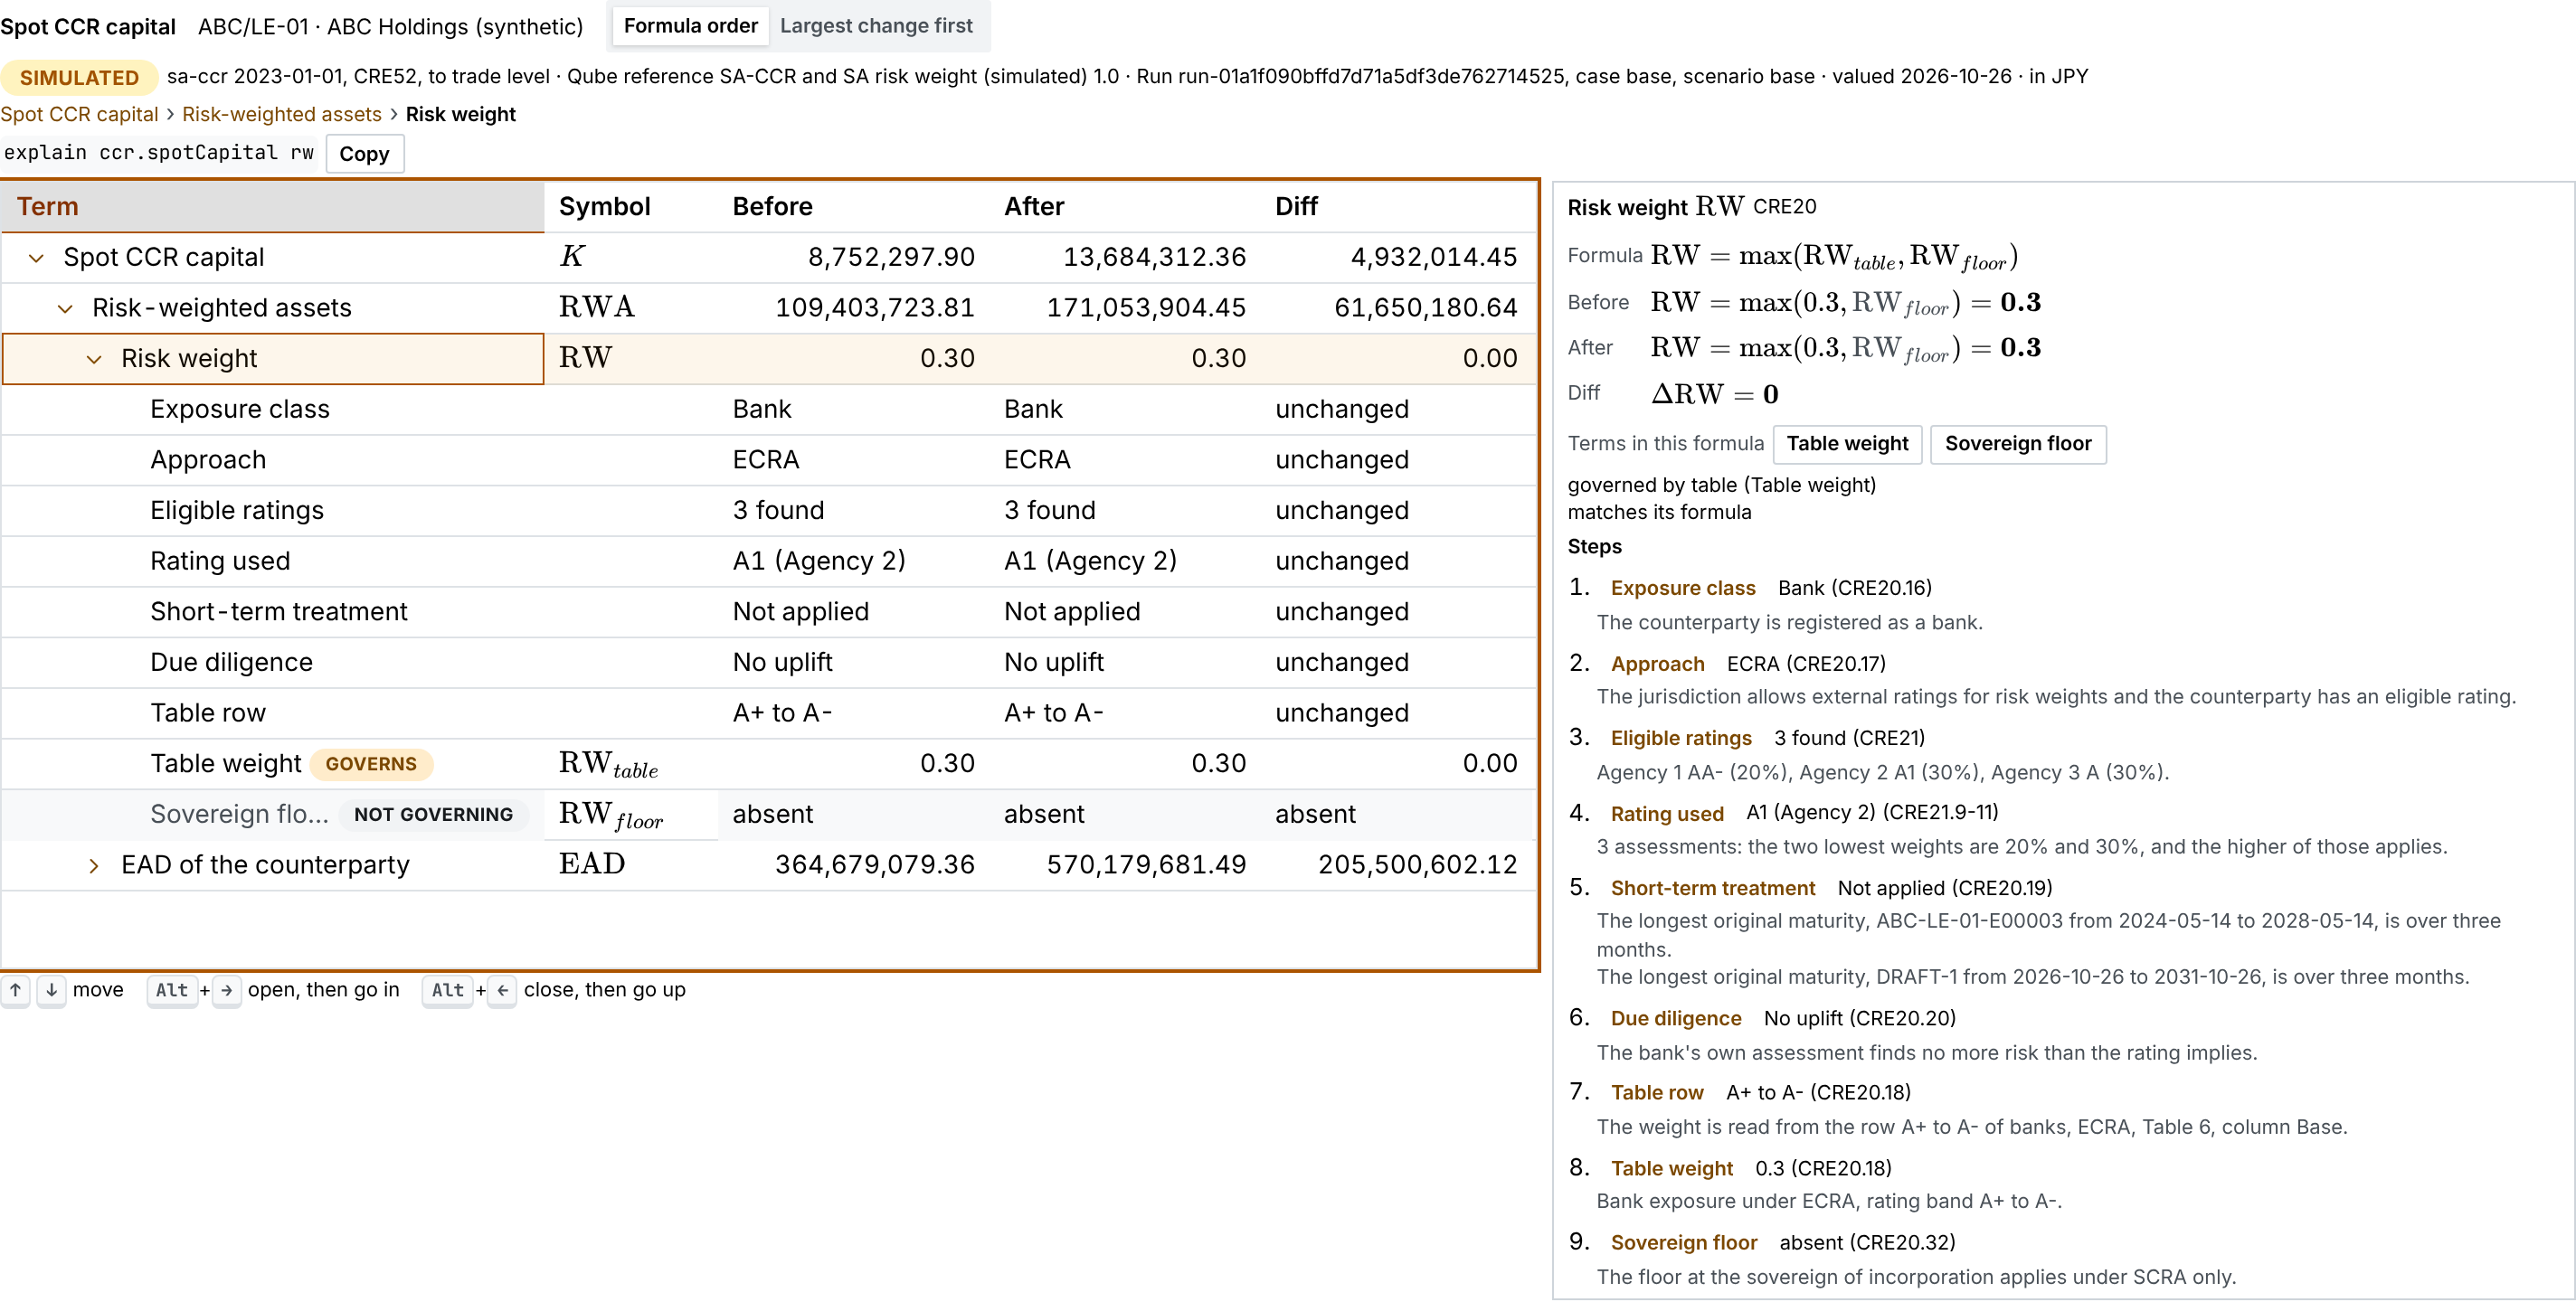 Spot CCR capital ABC/LE-01 · ABC Holdings (synthetic) Formula order Largest change first
SIMULATED sa-ccr 2023-01-01, CRE52, to trade level · Qube reference SA-CCR and SA risk weight (simulated) 1.0 · Run run-01a1f090bffd7d71a5df3de762714525, case base, scenario base · valued 2026-10-26 · in JPY
Spot CCR capital › Risk-weighted assets › Risk weight
explain ccr.spotCapital rw Copy
Term Symbol Before After Diff
Spot CCR capital K 8,752,297.90 13,684,312.36 4,932,014.45
Risk-weighted assets RWA 109,403,723.81 171,053,904.45 61,650,180.64
Risk weight RW 0.30 0.30 0.00
Exposure class Bank Bank unchanged
Approach ECRA ECRA unchanged
Eligible ratings 3 found 3 found unchanged
Rating used A1 (Agency 2) A1 (Agency 2) unchanged
Short-term treatment Not applied Not applied unchanged
Due diligence No uplift No uplift unchanged
Table row A+ to A- A+ to A- unchanged
Table weight GOVERNS RW_table 0.30 0.30 0.00
Sovereign flo... NOT GOVERNING RW_floor absent absent absent
EAD of the counterparty EAD 364,679,079.36 570,179,681.49 205,500,602.12
↑ ↓ move Alt + → open, then go in Alt + ← close, then go up
Risk weight RW CRE20
Formula RW = max(RW_table, RW_floor)
Before RW = max(0.3, RW_floor) = 0.3
After RW = max(0.3, RW_floor) = 0.3
Diff ΔRW = 0
Terms in this formula Table weight Sovereign floor
governed by table (Table weight)
matches its formula
Steps
1. Exposure class Bank (CRE20.16)
The counterparty is registered as a bank.
2. Approach ECRA (CRE20.17)
The jurisdiction allows external ratings for risk weights and the counterparty has an eligible rating.
3. Eligible ratings 3 found (CRE21)
Agency 1 AA- (20%), Agency 2 A1 (30%), Agency 3 A (30%).
4. Rating used A1 (Agency 2) (CRE21.9-11)
3 assessments: the two lowest weights are 20% and 30%, and the higher of those applies.
5. Short-term treatment Not applied (CRE20.19)
The longest original maturity, ABC-LE-01-E00003 from 2024-05-14 to 2028-05-14, is over three
months.
The longest original maturity, DRAFT-1 from 2026-10-26 to 2031-10-26, is over three months.
6. Due diligence No uplift (CRE20.20)
The bank's own assessment finds no more risk than the rating implies.
7. Table row A+ to A- (CRE20.18)
The weight is read from the row A+ to A- of banks, ECRA, Table 6, column Base.
8. Table weight 0.3 (CRE20.18)
Bank exposure under ECRA, rating band A+ to A-.
9. Sovereign floor absent (CRE20.32)
The floor at the sovereign of incorporation applies under SCRA only.